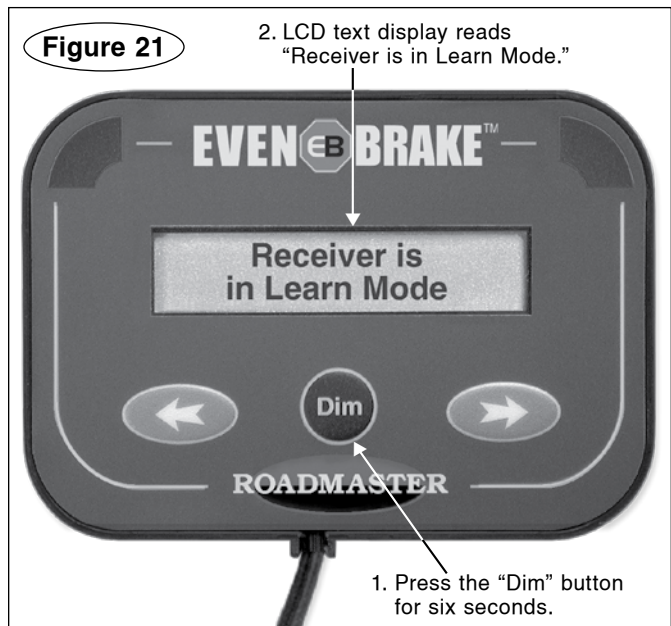 Figure 21
2. LCD text display reads
“Receiver is in Learn Mode.”
EVEN EB BRAKE™
Receiver is
in Learn Mode
Dim
ROADMASTER
1. Press the “Dim” button
for six seconds.